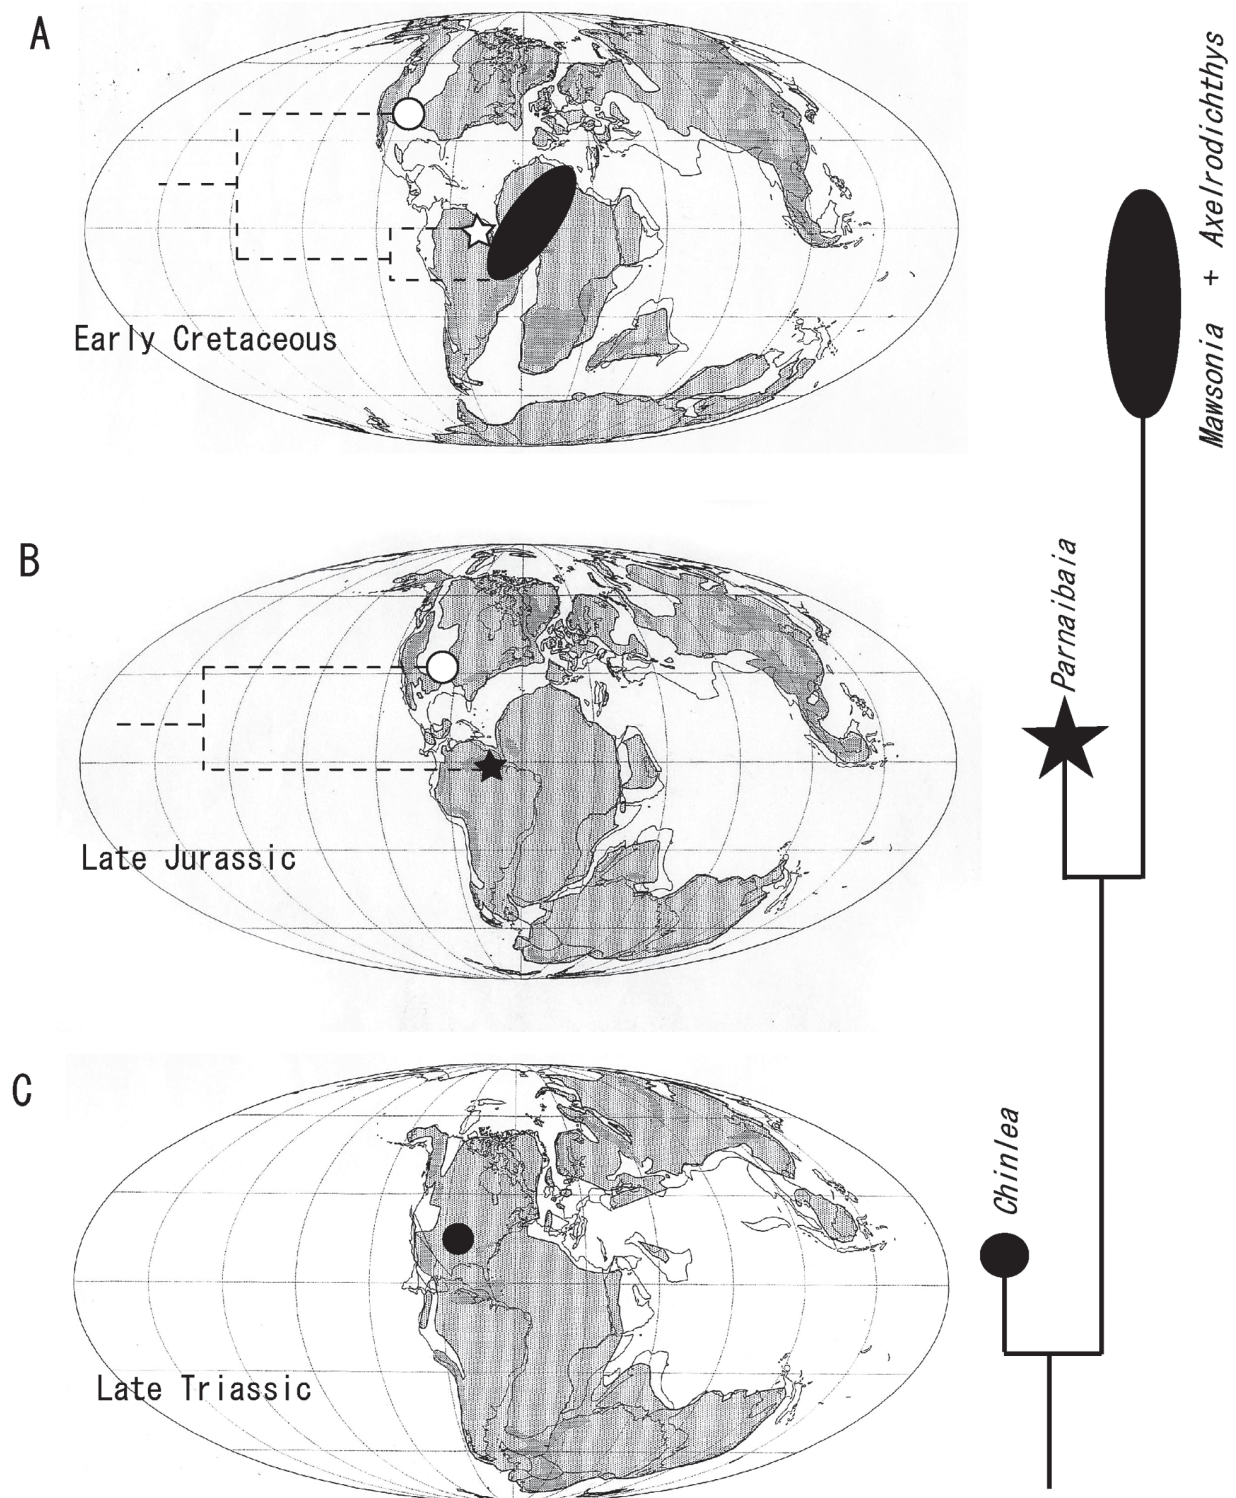 A
Early Cretaceous
Mawsonia + Axelrodichthys
B
Late Jurassic
Parnaibaia
C
Late Triassic
Chinlea